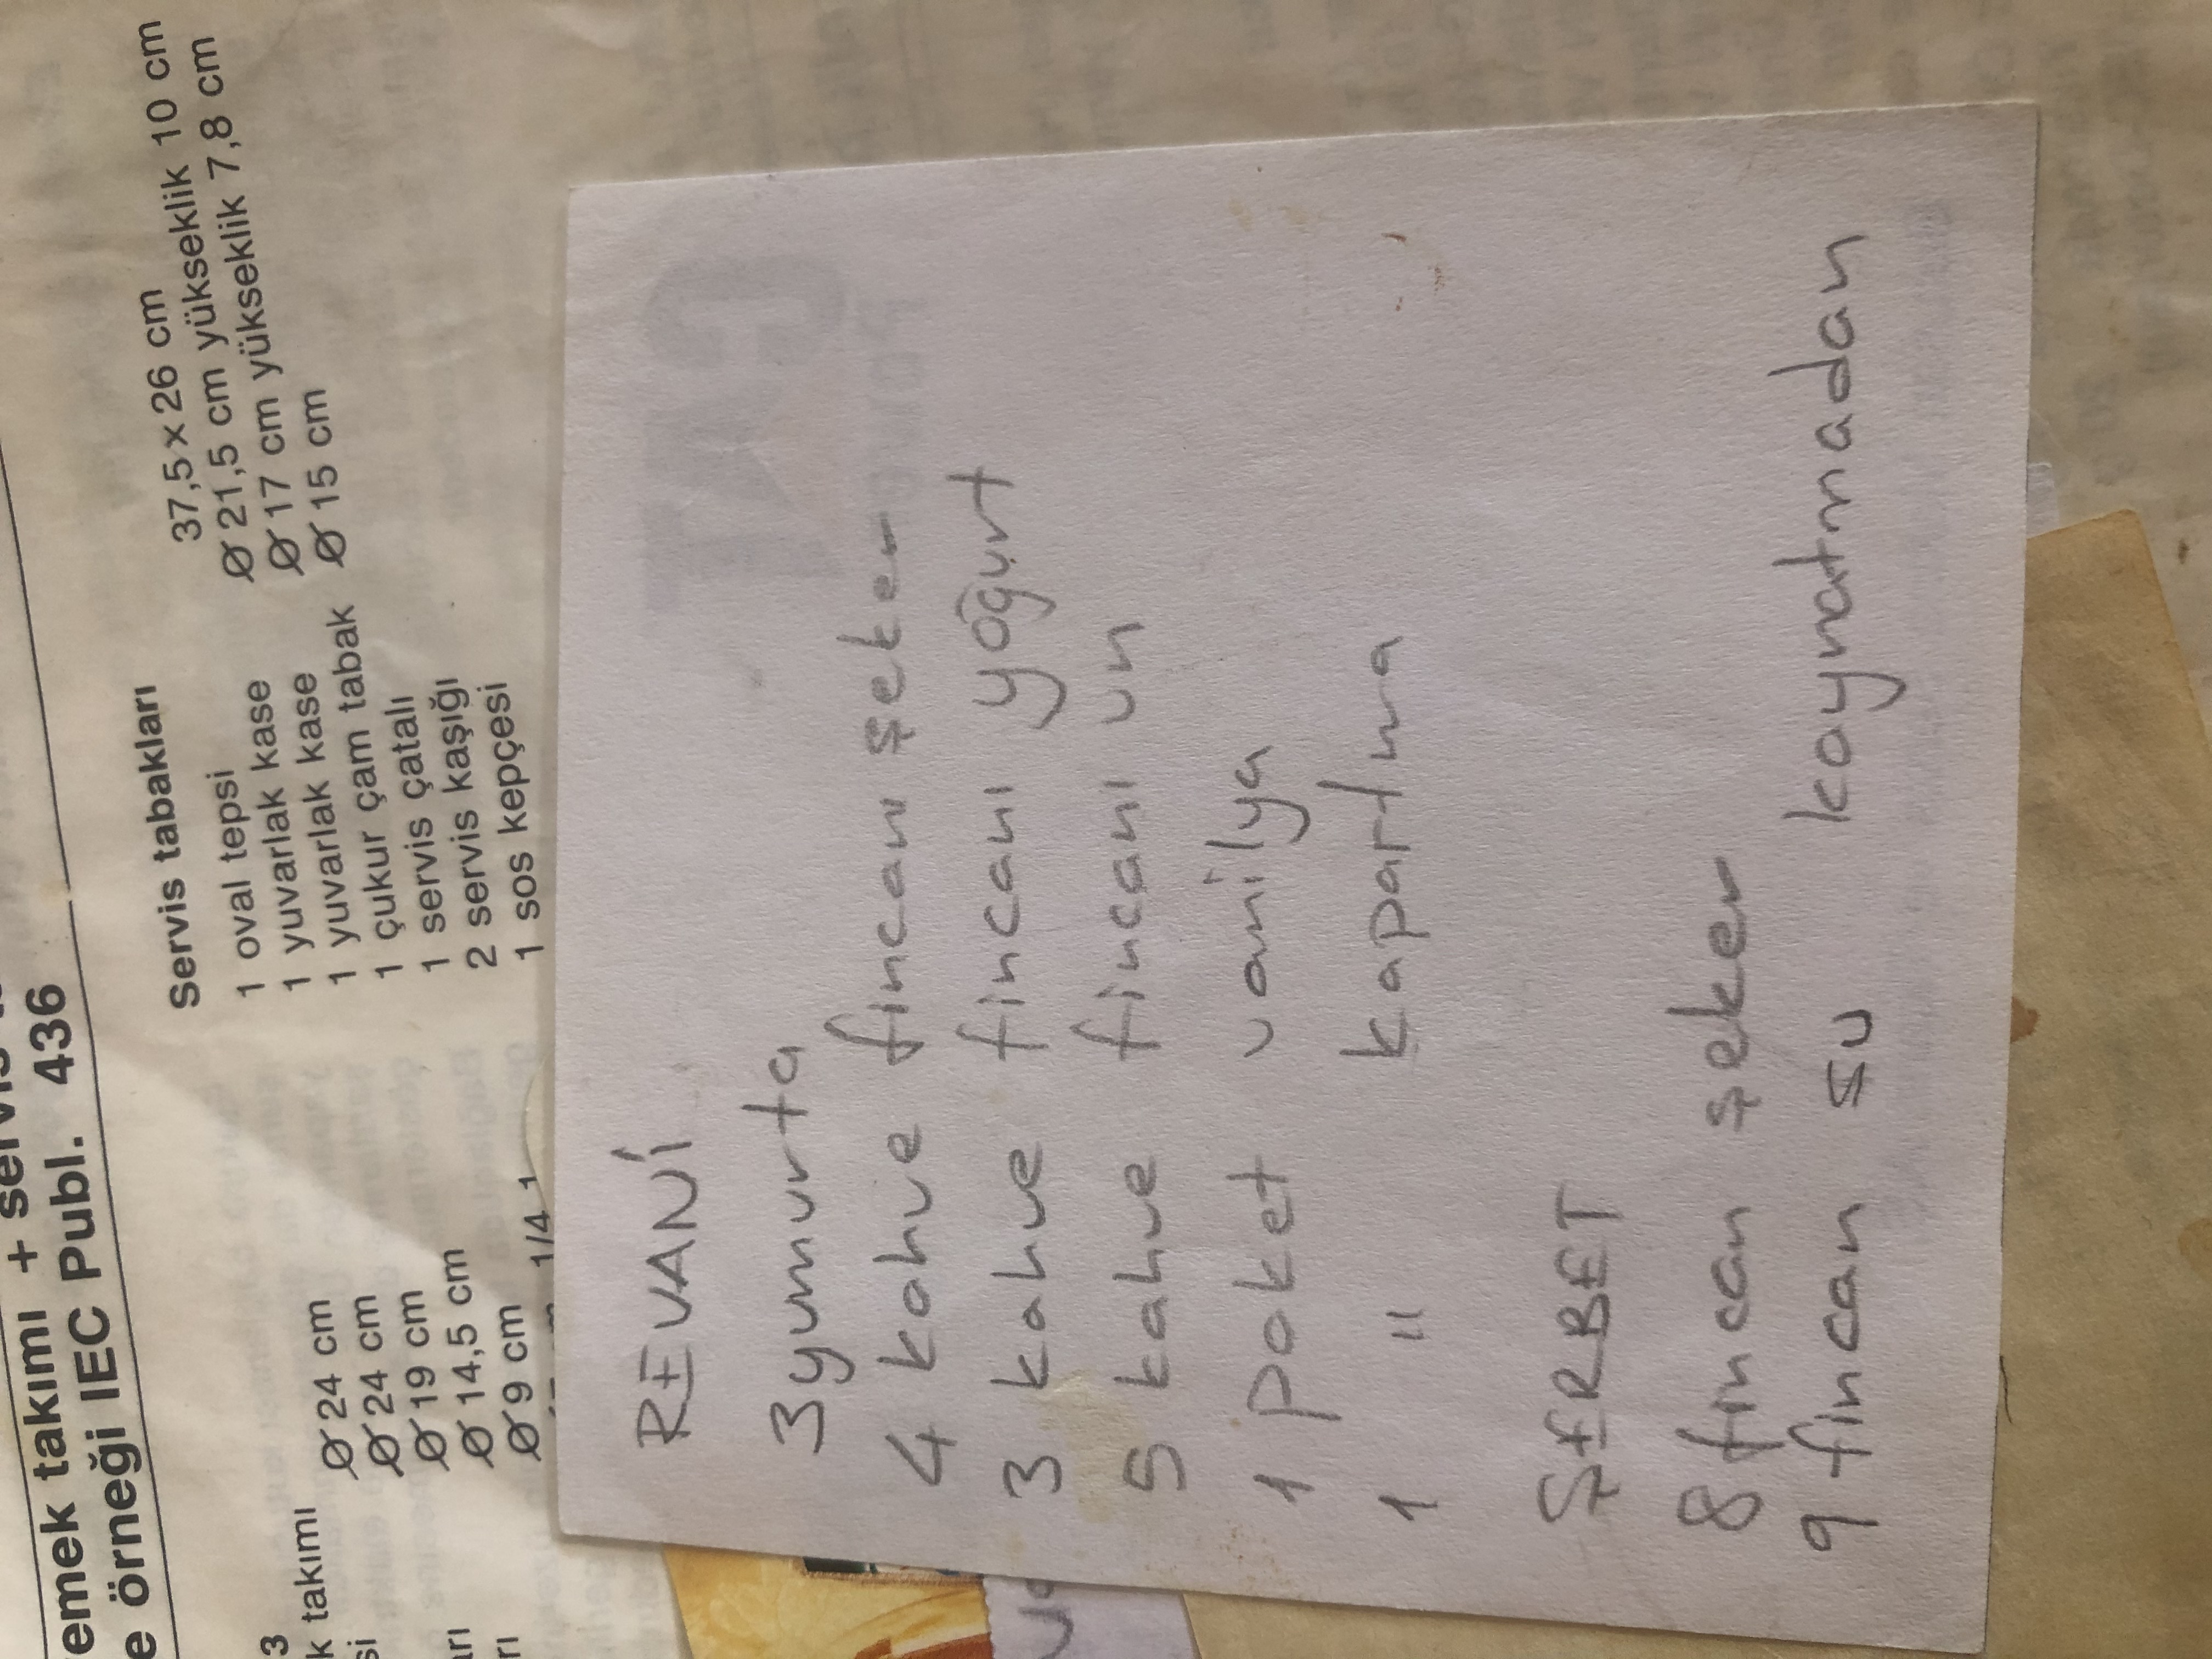 emek takımı + servis
e örneği IEC Publ. 436
3
k takımı
si
arı
rı
Ø 24 cm
Ø 24 cm
Ø 19 cm
Ø 14,5 cm
Ø 9 cm
1/4 1
Servis tabakları
1 oval tepsi 37,5 x 26 cm
1 yuvarlak kase Ø 21,5 cm yükseklik 10 cm
1 yuvarlak kase Ø 17 cm yükseklik 7,8 cm
1 çukur çam tabak Ø 15 cm
1 servis çatalı
2 servis kaşığı
1 sos kepçesi
REVANİ
3 yumurta
4 kahve fincanı şeker
3 kahve fincanı yoğurt
5 kahve fincanı un
1 paket vanilya
1 " kapartma
ŞERBET
8 fincan şeker
9 fincan su kaynatmadan